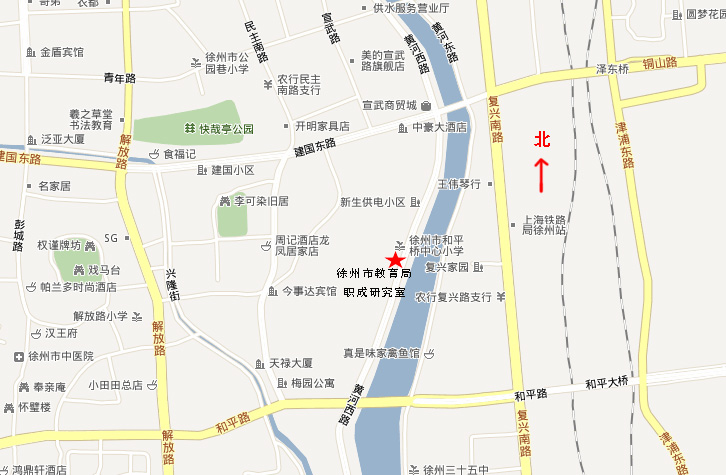 哥弟
衣都
供水服务营业厅
圆梦花园
金盾宾馆
民主南路
宣武路
黄河西路
黄河东路
徐州市公
园巷小学
美的宣武
路旗舰店
泽东桥
铜山路
青年路
农行民主
南路支行
宣武商贸城
复兴南路
羲之草堂
书法教育
解放路
快哉亭公园
开明家具店
中豪大酒店
津浦东路
泛亚大厦
北
建国东路
食福记
建国东路
建国小区
名家居
王伟琴行
李可染旧居
新生供电小区
彭城路
上海铁路
局徐州站
权谨牌坊
SG
周记酒店龙
凤居家店
徐州市和平
桥中心小学
戏马台
徐州市教育局
复兴家园
兴隆街
帕兰多时尚酒店
今事达宾馆
职成研究室
农行复兴路支行
解放路小学
解放路
汉王府
徐州市中医院
真是味家禽鱼馆
天禄大厦
奉亲庵
小田田总店
梅园公寓
黄河西路
和平路
和平大桥
怀璧楼
和平路
复兴南路
解放路
津浦东路
鸿鼎轩酒店
徐州三十五中